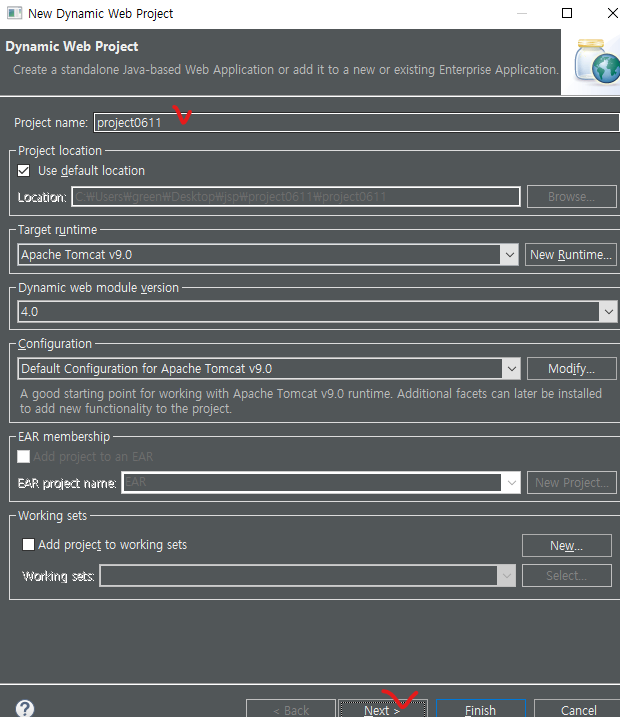 New Dynamic Web Project
Dynamic Web Project
Create a standalone Java-based Web Application or add it to a new or existing Enterprise Application.
Project name: project0611
Project location
Use default location
Location: C:₩Users₩green₩Desktop₩jsp₩project0611₩project0611 Browse...
Target runtime
Apache Tomcat v9.0 New Runtime...
Dynamic web module version
4.0
Configuration
Default Configuration for Apache Tomcat v9.0 Modify...
A good starting point for working with Apache Tomcat v9.0 runtime. Additional facets can later be installed
to add new functionality to the project.
EAR membership
Add project to an EAR
EAR project name: EAR New Project...
Working sets
Add project to working sets New...
Working sets: Select...
? < Back Next > Finish Cancel